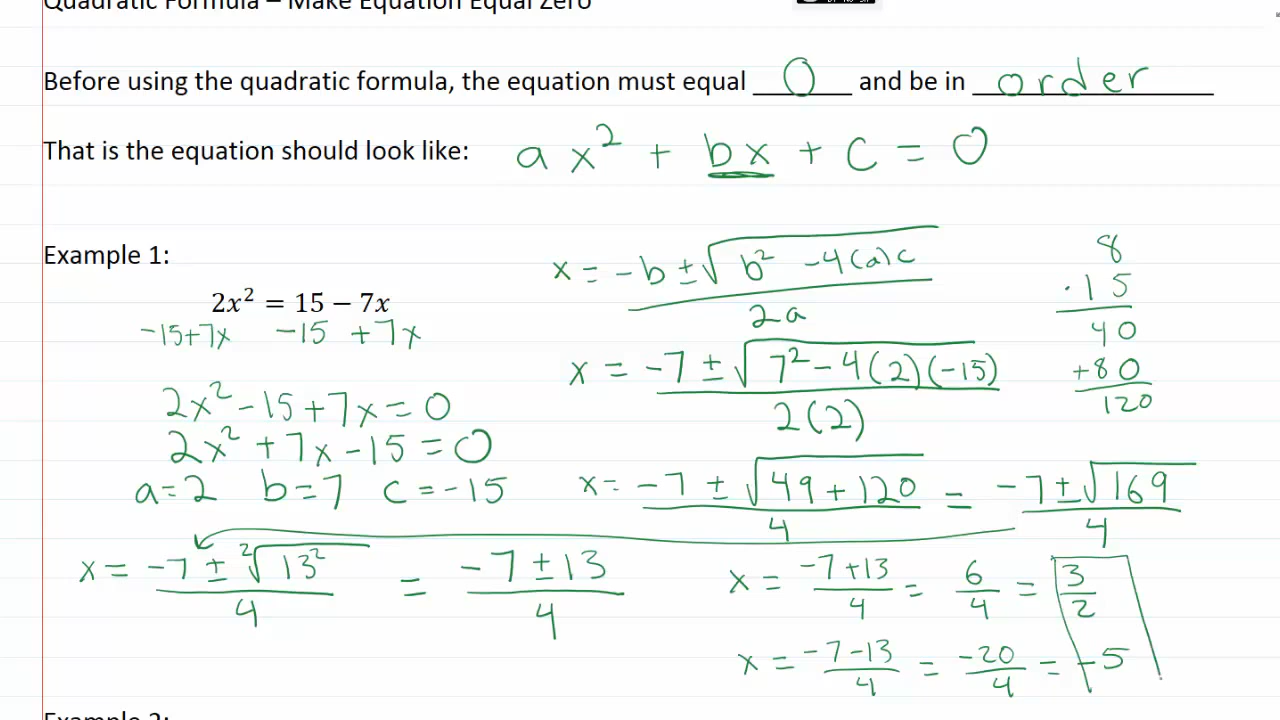 Quadratic Formula – Make Equation Equal Zero
Before using the quadratic formula, the equation must equal 0 and be in order
That is the equation should look like: ax² + bx + c = 0
Example 1:
2x² = 15 − 7x
-15+7x -15 +7x
2x² -15+7x=0
2x² +7x-15=0
a=2 b=7 c=-15
x = -b ± √(b² -4(a)c) / 2a
x = -7 ± √(7² -4(2)(-15)) / 2(2)
x= -7 ± √(49+120) / 4 = -7±√169 / 4
8
·15
40
+80
120
x = -7 ± ²√13² / 4 = -7 ±13 / 4
x = -7+13 / 4 = 6/4 = 3/2
x = -7-13 / 4 = -20/4 = -5
Example 2: